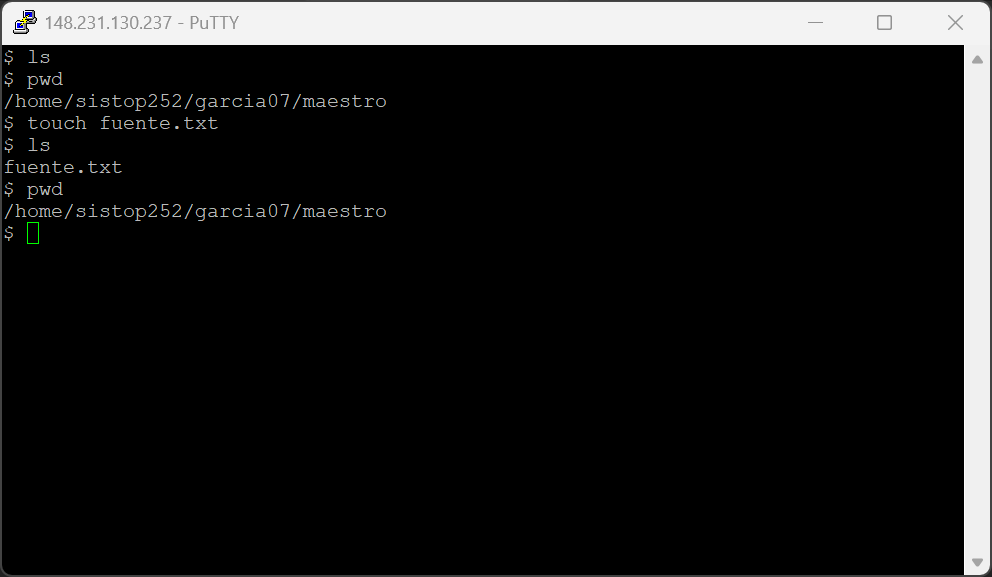 148.231.130.237 - PuTTY
$ ls
$ pwd
/home/sistop252/garcia07/maestro
$ touch fuente.txt
$ ls
fuente.txt
$ pwd
/home/sistop252/garcia07/maestro
$